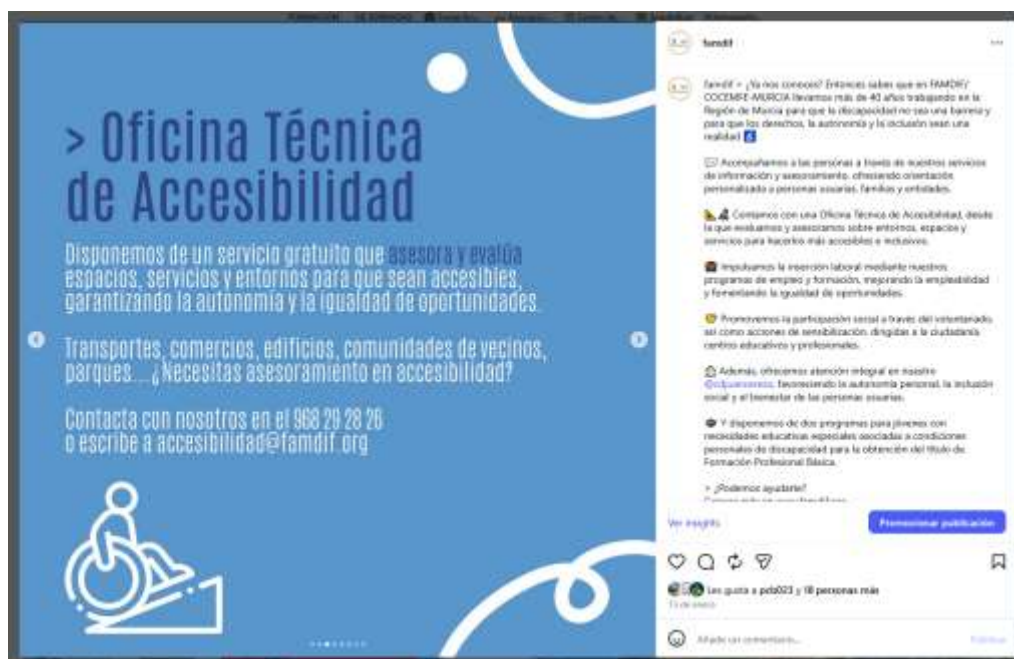 > Oficina Técnica
de Accesibilidad
Disponemos de un servicio gratuito que asesora y evalúa
espacios, servicios y entornos para que sean accesibles,
garantizando la autonomía y la igualdad de oportunidades.
Transportes, comercios, edificios, comunidades de vecinos,
parques... ¿Necesitas asesoramiento en accesibilidad?
Contacta con nosotros en el 968 29 28 26
o escribe a accesibilidad@famdif.org
famdif
famdif > ¿Ya nos conoces? Entonces sabes que en FAMDIF/
COCEMFE-MURCIA llevamos más de 40 años trabajando en la
Región de Murcia para que la discapacidad no sea una barrera y
para que los derechos, la autonomía y la inclusión sean una
realidad
Acompañamos a las personas a través de nuestros servicios
de información y asesoramiento, ofreciendo orientación
personalizada a personas usuarias, familias y entidades.
Contamos con una Oficina Técnica de Accesibilidad, desde
la que evaluamos y asesoramos sobre entornos, espacios y
servicios para hacerlos más accesibles e inclusivos.
Impulsamos la inserción laboral mediante nuestros
programas de empleo y formación, mejorando la empleabilidad
y fomentando la igualdad de oportunidades.
Promovemos la participación social a través del voluntariado,
así como acciones de sensibilización, dirigidas a la ciudadanía
centros educativos y profesionales.
Además, ofrecemos atención integral en nuestro
favoreciendo la autonomía personal, la inclusión
social y el bienestar de las personas usuarias.
Y disponemos de dos programas para jóvenes con
necesidades educativas especiales asociadas a condiciones
personales de discapacidad para la obtención del título de
Formación Profesional Básica.
> ¿Podemos ayudarte?
Ver insights
Promocionar publicación
Les gusta a pdb023 y 18 personas más
de enero
Añade un comentario...
Publicar